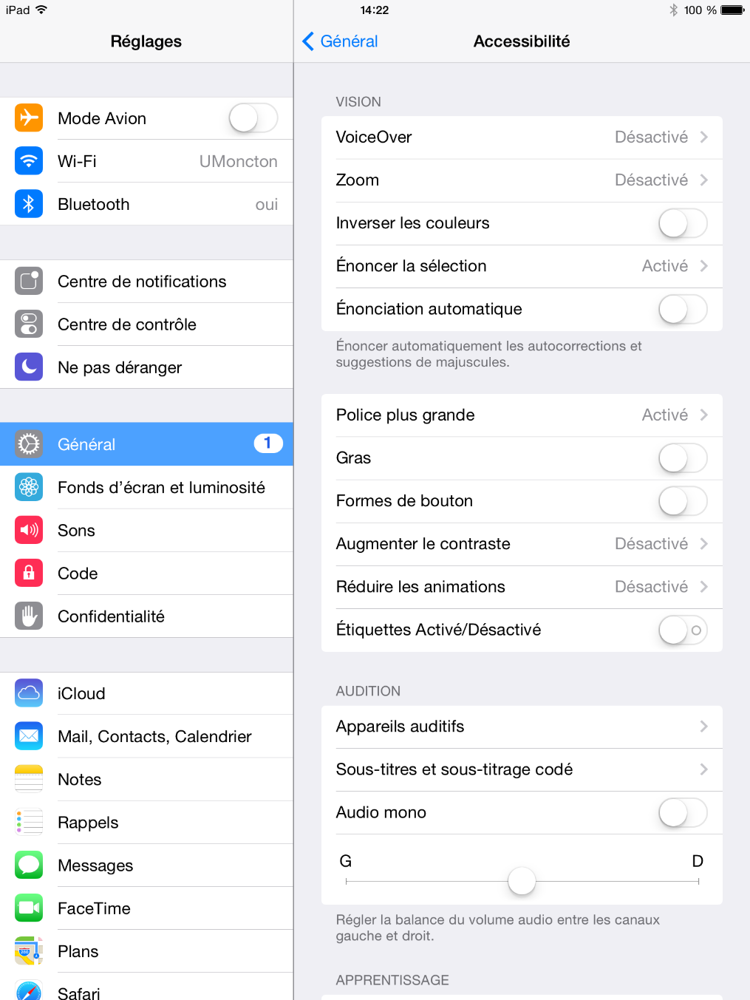 iPad 14:22 100 %
Réglages
Mode Avion
Wi-Fi UMoncton
Bluetooth oui
Centre de notifications
Centre de contrôle
Ne pas déranger
Général 1
Fonds d’écran et luminosité
Sons
Code
Confidentialité
iCloud
Mail, Contacts, Calendrier
Notes
Rappels
Messages
FaceTime
Plans
Safari
Général Accessibilité
VISION
VoiceOver Désactivé
Zoom Désactivé
Inverser les couleurs
Énoncer la sélection Activé
Énonciation automatique
Énoncer automatiquement les autocorrections et
suggestions de majuscules.
Police plus grande Activé
Gras
Formes de bouton
Augmenter le contraste Désactivé
Réduire les animations Désactivé
Étiquettes Activé/Désactivé
AUDITION
Appareils auditifs
Sous-titres et sous-titrage codé
Audio mono
G D
Régler la balance du volume audio entre les canaux
gauche et droit.
APPRENTISSAGE